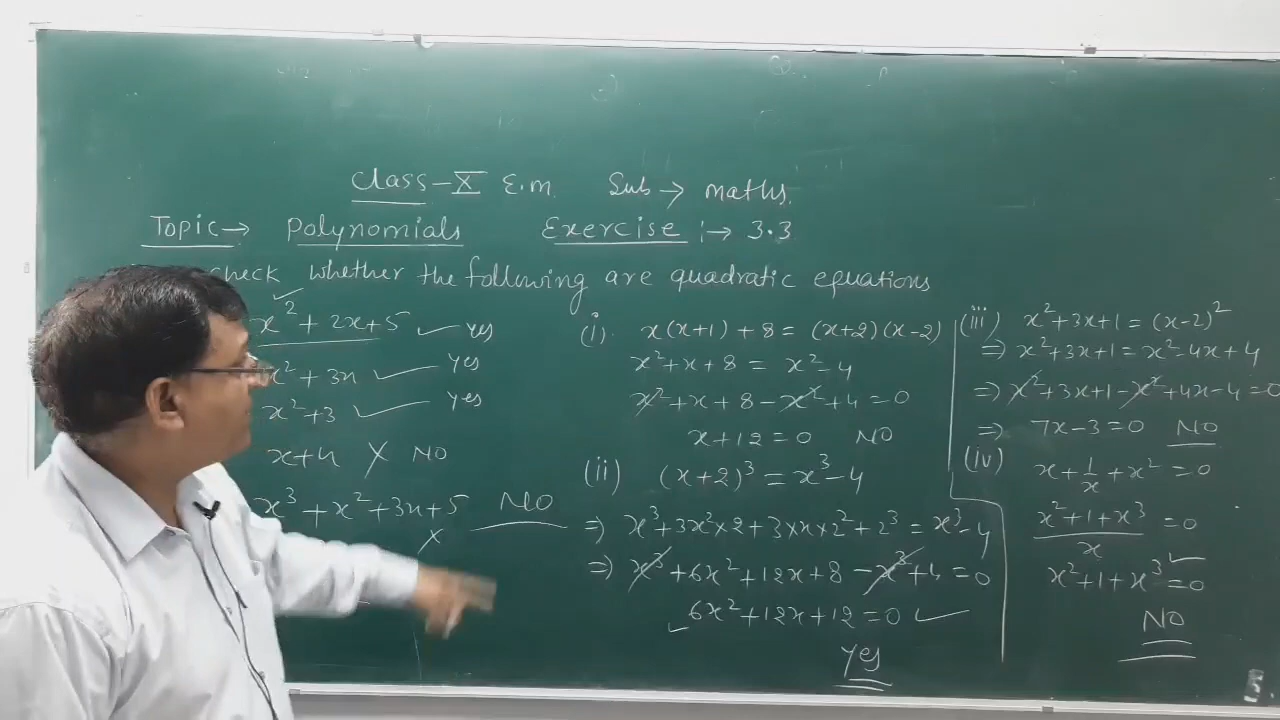 Class-X E.m. Sub → maths.
Topic → Polynomials Exercise :→ 3.3
check whether the following are quadratic equations
x² + 2x + 5 ✓ yes
x² + 3x ✓ yes
x² + 3 ✓ yes
x + 4 X NO
x³ + x² + 3x + 5 NO
X
(i). x(x+1) + 8 = (x+2)(x-2)
x² + x + 8 = x² - 4
x² + x + 8 - x² + 4 = 0
x + 12 = 0 NO
(ii) (x+2)³ = x³ - 4
⇒ x³ + 3x² × 2 + 3 × x × 2² + 2³ = x³ - 4
⇒ x³ + 6x² + 12x + 8 - x³ + 4 = 0
6x² + 12x + 12 = 0 ✓
yes
(iii) x² + 3x + 1 = (x-2)²
⇒ x² + 3x + 1 = x² - 4x + 4
⇒ x² + 3x + 1 - x² + 4x - 4 = 0
⇒ 7x - 3 = 0 NO
(iv) x + 1/x + x² = 0
x² + 1 + x³ / x = 0
x² + 1 + x³ = 0
NO